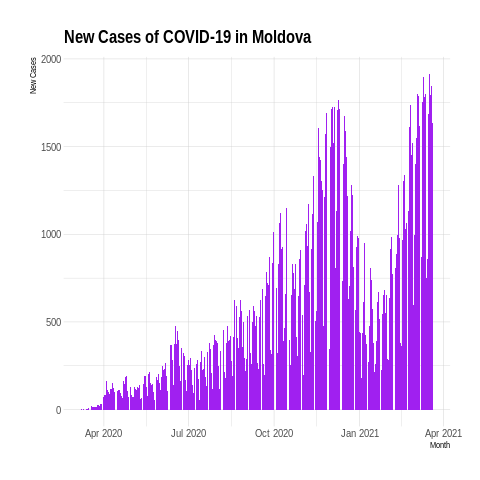 New Cases of COVID-19 in Moldova
New Cases
2000
1500
1000
500
0
Apr 2020 Jul 2020 Oct 2020 Jan 2021 Apr 2021
Month